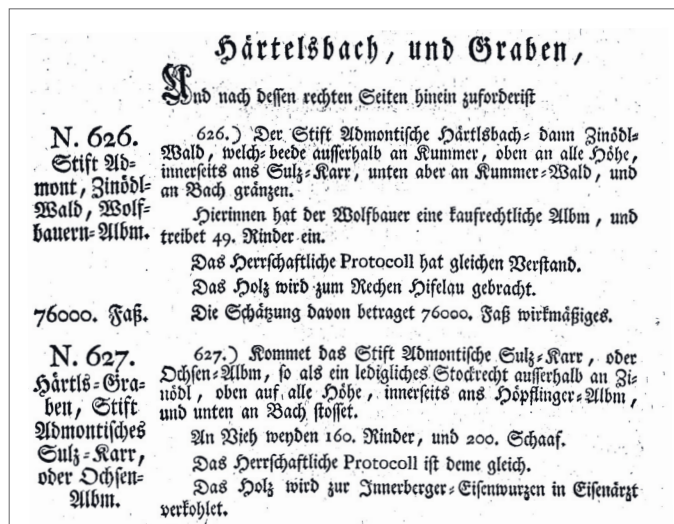 Härtelsbach, und Graben,
And nach dessen rechten Seiten hinein zuforderist
N. 626.
Stift Ad-
mont, Zinödl-
Wald, Wolf-
bauern-Albm.
626.) Der Stift Admontische Härtlsbach- dann Zinödl-
Wald, welch-beede ausserhalb an Kummer, oben an alle Höhe,
innerseits ans Sulz-Karr, unten aber an Kummer-Wald, und
an Bach gränzen.
Hierinnen hat der Wolfbauer eine kaufrechtliche Albm, und
treibet 49. Rinder ein.
Das Herrschaftliche Protocoll hat gleichen Verstand.
Das Holz wird zum Rechen Hiselau gebracht.
76000. Faß.
Die Schätzung davon betraget 76000. Faß wirkmäßiges.
N. 627.
Härtls-Gra-
ben, Stift
Admontisches
Sulz-Karr,
oder Ochsen-
Albm.
627.) Kommet das Stift Admontische Sulz-Karr, oder
Ochsen-Albm, so als ein ledigliches Stockrecht ausserhalb an Zi-
nödl, oben auf alle Höhe, innerseits ans Höpflinger-Albm,
und unten an Bach stosset.
An Vieh weyden 160. Rinder, und 200. Schaaf.
Das Herrschaftliche Protocoll ist deme gleich.
Das Holz wird zur Innerberger-Eisenwurzen in Eisenärzt
verkohlet.